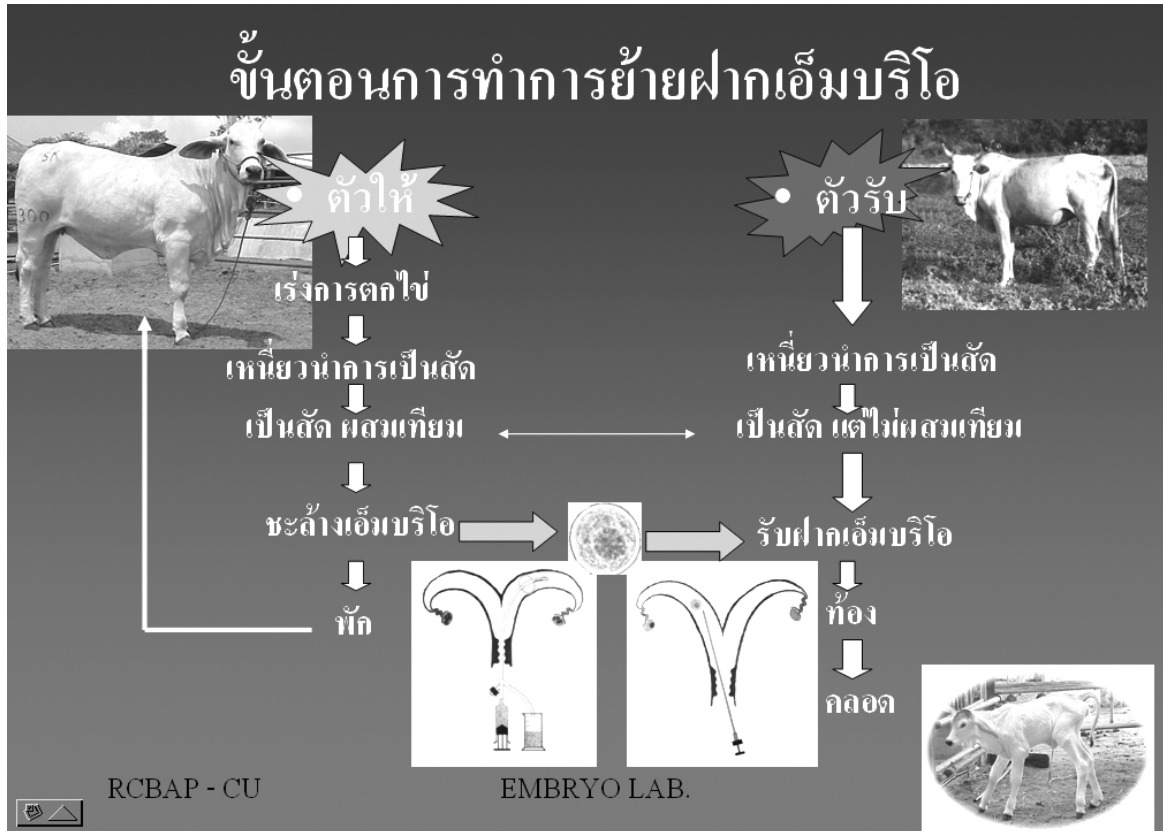 ขั้นตอนการทำการย้ายฝากเอ็มบริโอ
• ตัวให้
เร่งการตกไข่
เหนี่ยวนำการเป็นสัด
เป็นสัด ผสมเทียม
ชะล้างเอ็มบริโอ
พัก
• ตัวรับ
เหนี่ยวนำการเป็นสัด
เป็นสัด แต่ไม่ผสมเทียม
รับฝากเอ็มบริโอ
ท้อง
คลอด
300
RCBAP - CU
EMBRYO LAB.